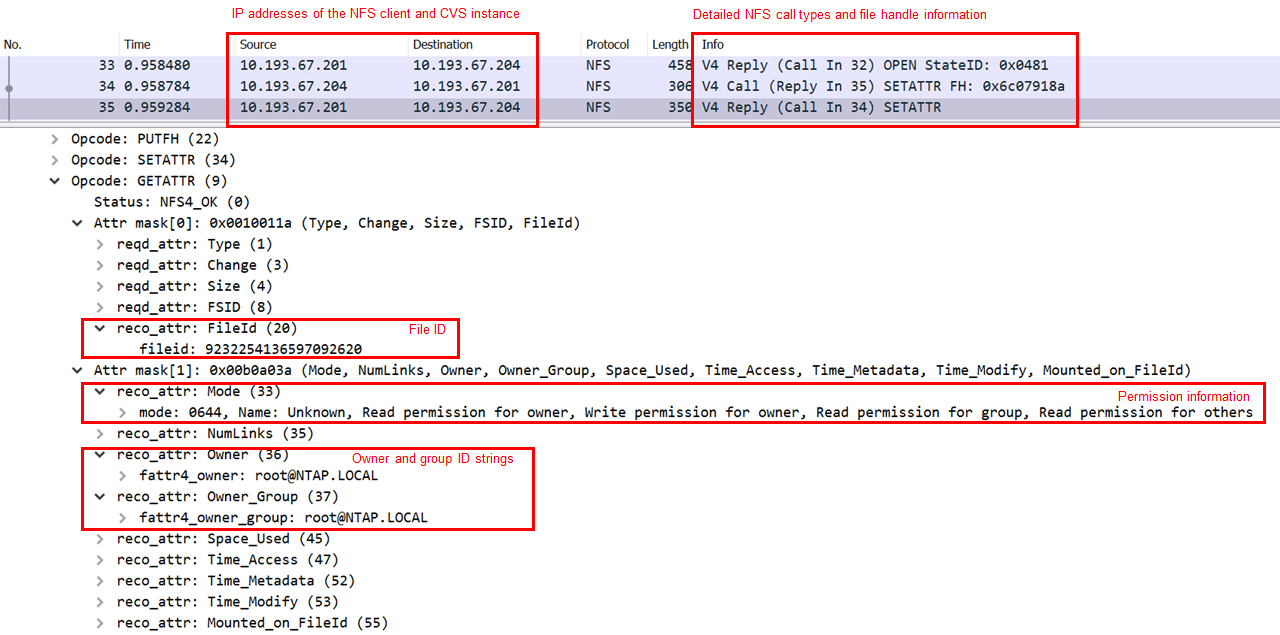 IP addresses of the NFS client and CVS instance
Detailed NFS call types and file handle information
No. Time Source Destination Protocol Length Info
33 0.958480 10.193.67.201 10.193.67.204 NFS 458 V4 Reply (Call In 32) OPEN StateID: 0x0481
34 0.958784 10.193.67.204 10.193.67.201 NFS 306 V4 Call (Reply In 35) SETATTR FH: 0x6c07918a
35 0.959284 10.193.67.201 10.193.67.204 NFS 350 V4 Reply (Call In 34) SETATTR
Opcode: PUTFH (22)
Opcode: SETATTR (34)
Opcode: GETATTR (9)
Status: NFS4_OK (0)
Attr mask[0]: 0x0010011a (Type, Change, Size, FSID, FileId)
reqd_attr: Type (1)
reqd_attr: Change (3)
reqd_attr: Size (4)
reqd_attr: FSID (8)
reco_attr: FileId (20) File ID
fileid: 9232254136597092620
Attr mask[1]: 0x00b0a03a (Mode, NumLinks, Owner, Owner_Group, Space_Used, Time_Access, Time_Metadata, Time_Modify, Mounted_on_FileId)
reco_attr: Mode (33) Permission information
mode: 0644, Name: Unknown, Read permission for owner, Write permission for owner, Read permission for group, Read permission for others
reco_attr: NumLinks (35)
reco_attr: Owner (36) Owner and group ID strings
fattr4_owner: root@NTAP.LOCAL
reco_attr: Owner_Group (37)
fattr4_owner_group: root@NTAP.LOCAL
reco_attr: Space_Used (45)
reco_attr: Time_Access (47)
reco_attr: Time_Metadata (52)
reco_attr: Time_Modify (53)
reco_attr: Mounted_on_FileId (55)